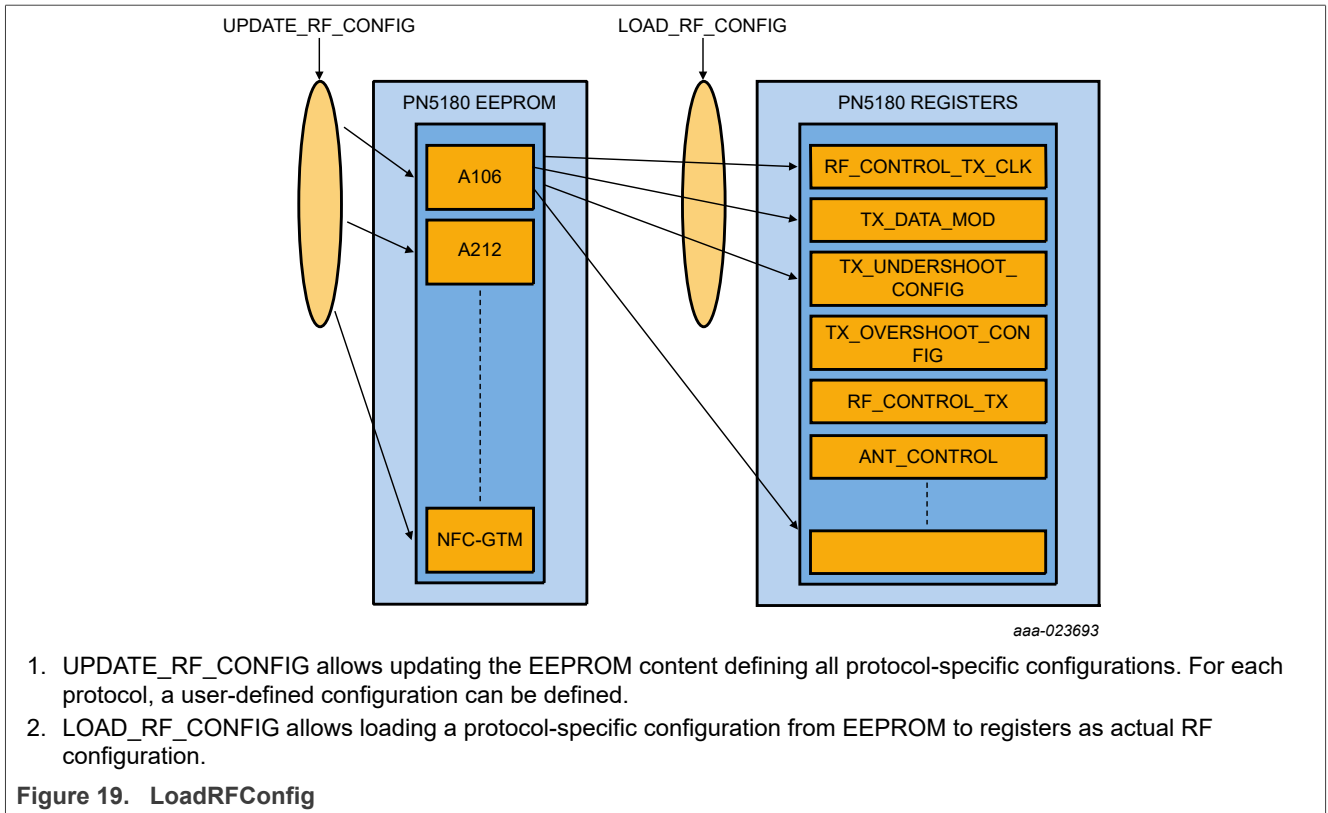 UPDATE_RF_CONFIG
LOAD_RF_CONFIG
PN5180 EEPROM
A106
A212
NFC-GTM
PN5180 REGISTERS
RF_CONTROL_TX_CLK
TX_DATA_MOD
TX_UNDERSHOOT_
CONFIG
TX_OVERSHOOT_CON
FIG
RF_CONTROL_TX
ANT_CONTROL
aaa-023693
1. UPDATE_RF_CONFIG allows updating the EEPROM content defining all protocol-specific configurations. For each
protocol, a user-defined configuration can be defined.
2. LOAD_RF_CONFIG allows loading a protocol-specific configuration from EEPROM to registers as actual RF
configuration.
Figure 19. LoadRFConfig